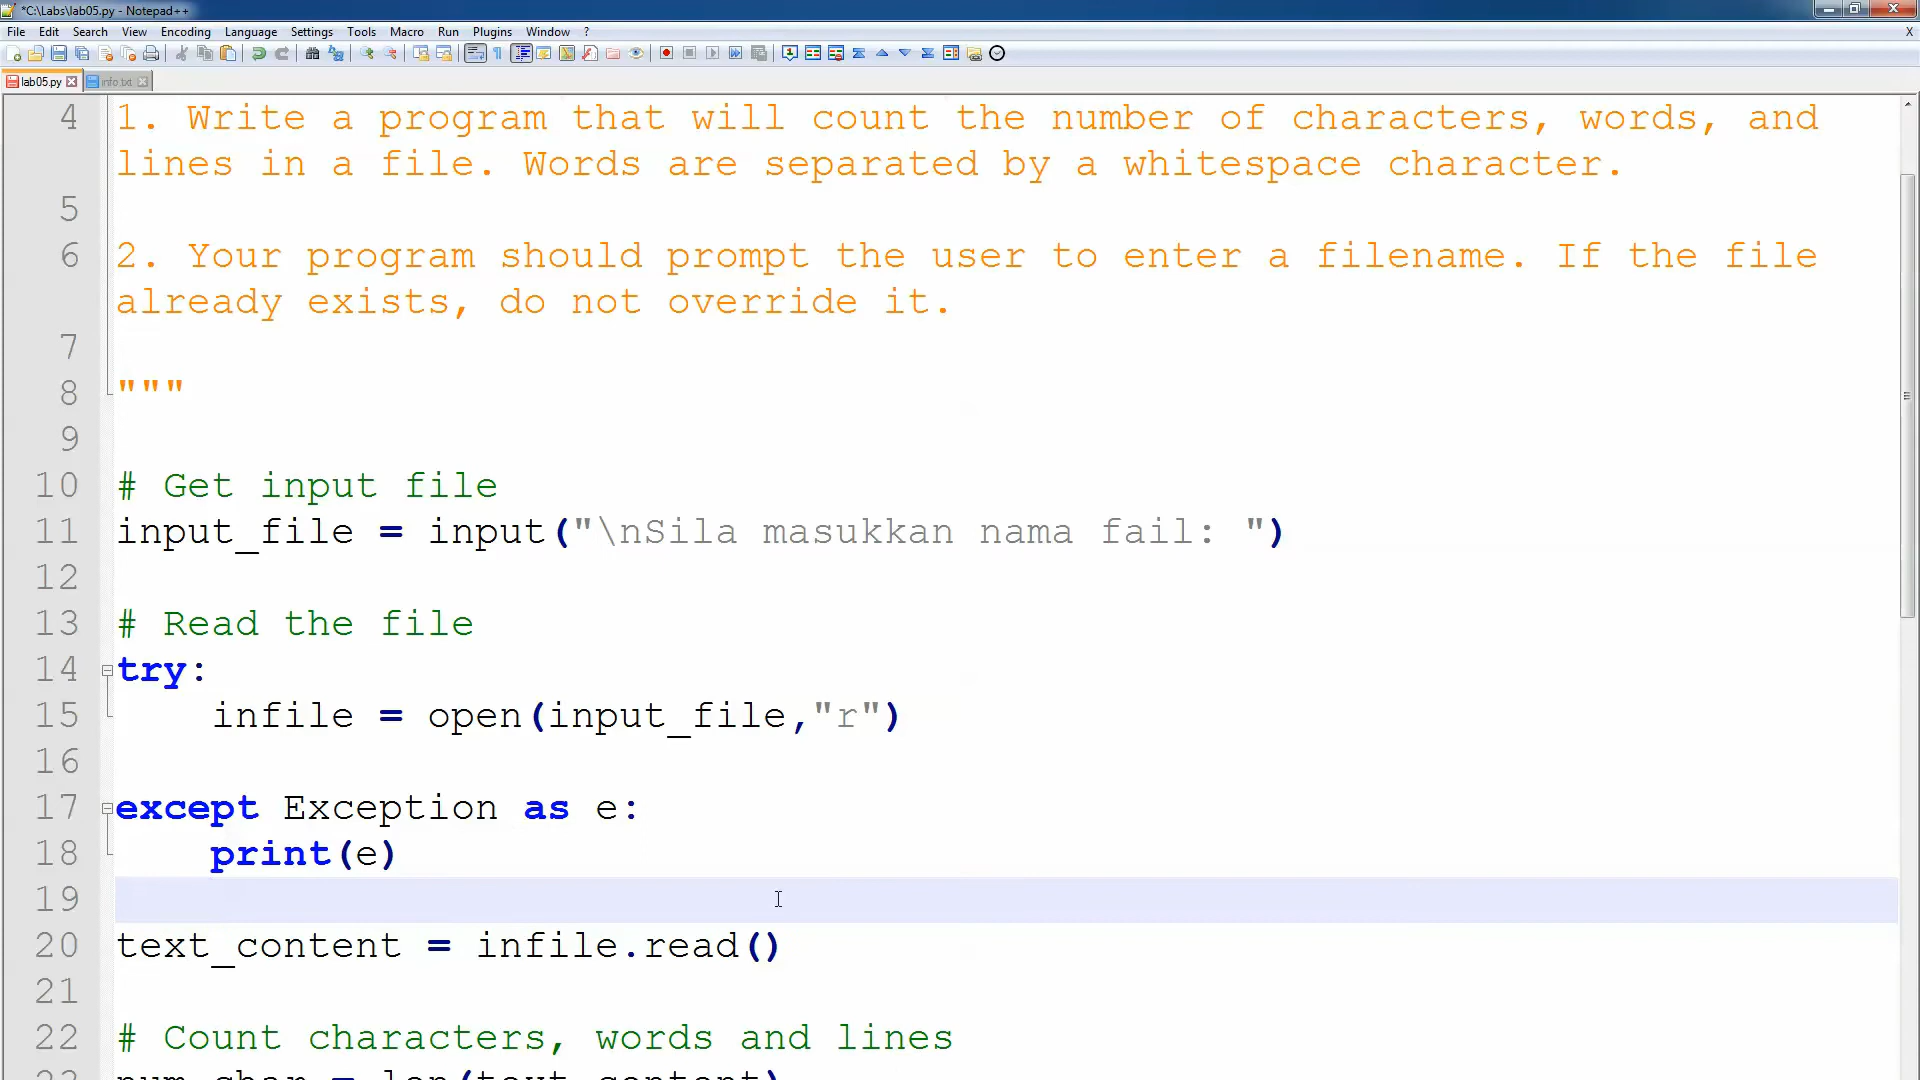 *C:\Labs\lab05.py - Notepad++
File Edit Search View Encoding Language Settings Tools Macro Run Plugins Window ? X
lab05.py info.txt
4 1. Write a program that will count the number of characters, words, and
lines in a file. Words are separated by a whitespace character.
5
6 2. Your program should prompt the user to enter a filename. If the file
already exists, do not override it.
7
8 """
9
10 # Get input file
11 input_file = input("\nSila masukkan nama fail: ")
12
13 # Read the file
14 try:
15 infile = open(input_file,"r")
16
17 except Exception as e:
18 print(e)
19
20 text_content = infile.read()
21
22 # Count characters, words and lines
23 num_char = len(text_content)